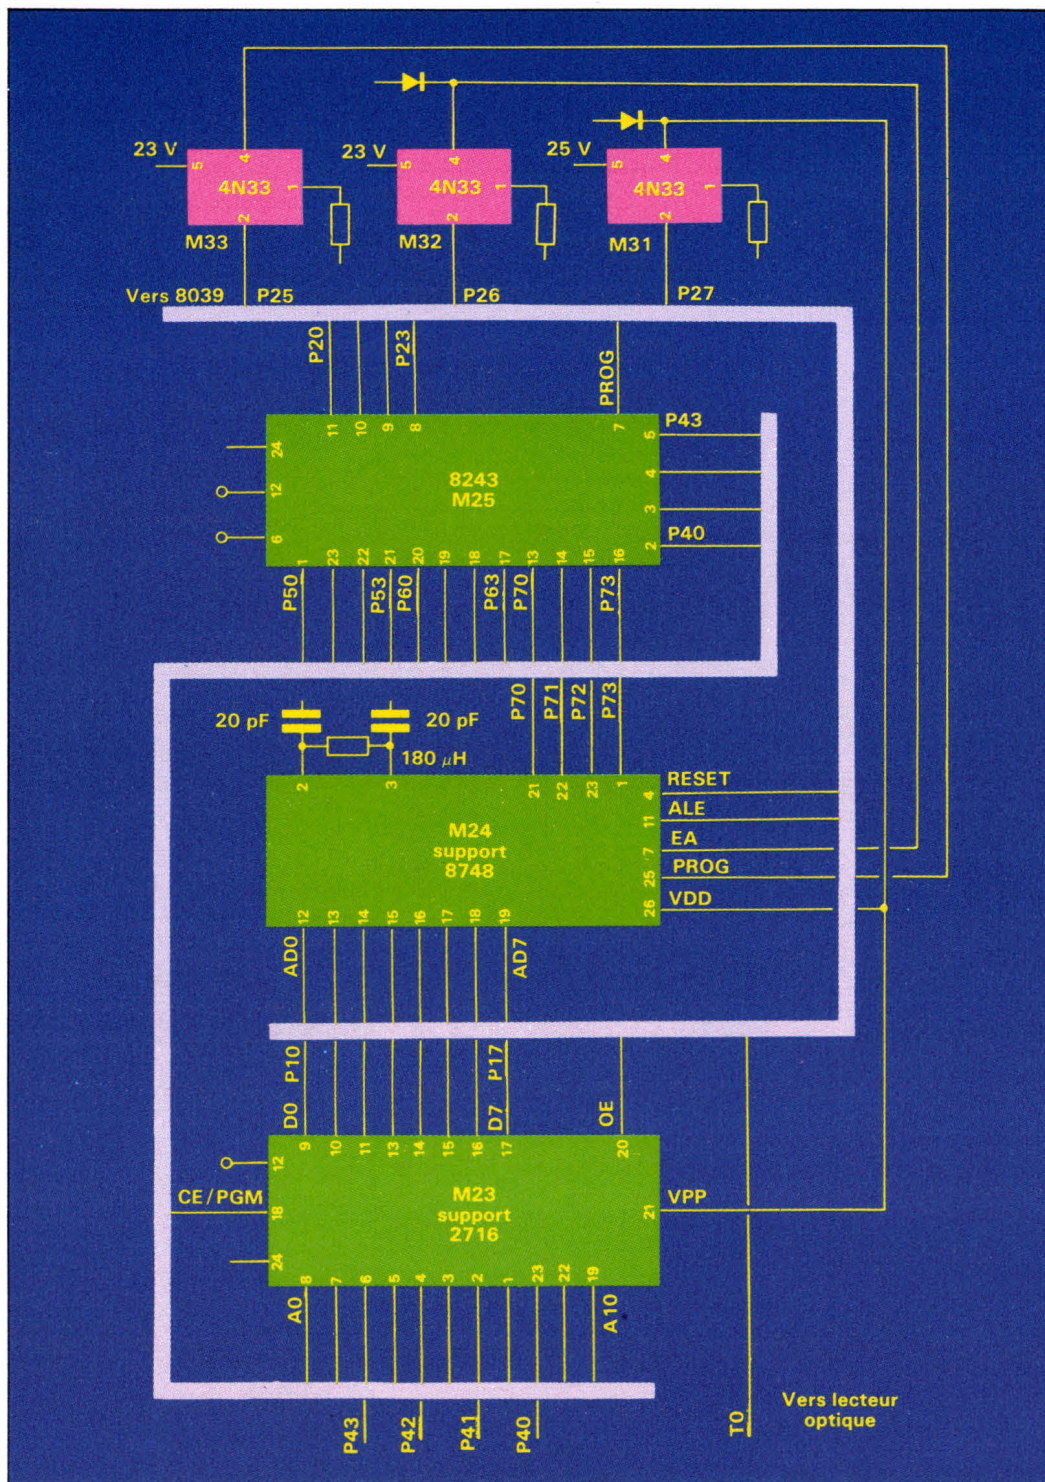 23 V
5
4
4N33
1
2
M33
23 V
5
4
4N33
1
2
M32
25 V
5
4
4N33
1
2
M31
Vers 8039
P25
P26
P27
P20
P23
PROG
11
10
9
8
7
24
12
6
8243
M25
5
4
3
2
P43
P40
1
23
22
21
20
19
18
17
13
14
15
16
P50
P53
P60
P63
P70
P73
P70
P71
P72
P73
20 pF
20 pF
180 µH
2
3
21
22
23
1
M24
support
8748
4
11
7
25
26
RESET
ALE
EA
PROG
VDD
12
13
14
15
16
17
18
19
AD0
AD7
P10
P17
D0
D7
OE
9
10
11
13
14
15
16
17
20
12
18
24
CE/PGM
M23
support
2716
21
VPP
8
7
6
5
4
3
2
1
23
22
19
A0
A10
P43
P42
P41
P40
T0
Vers lecteur
optique